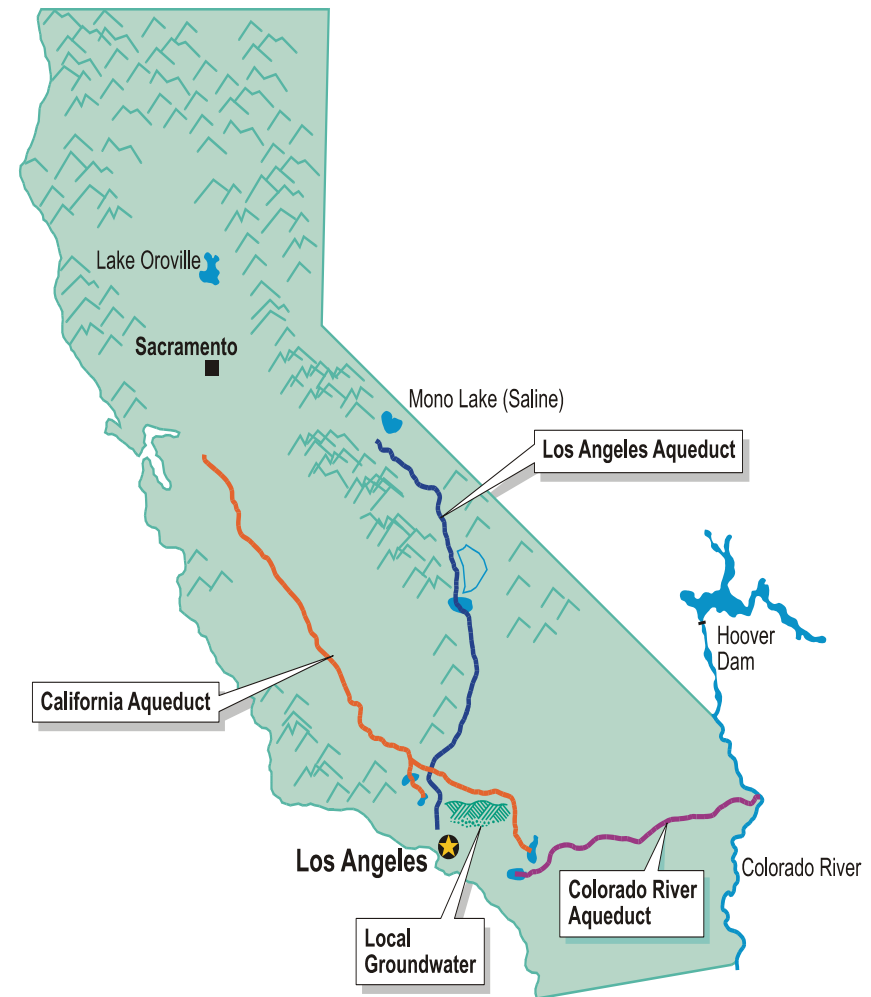 Lake Oroville
Sacramento
Mono Lake (Saline)
Los Angeles Aqueduct
Hoover
Dam
California Aqueduct
Los Angeles
Colorado River
Colorado River
Aqueduct
Local
Groundwater